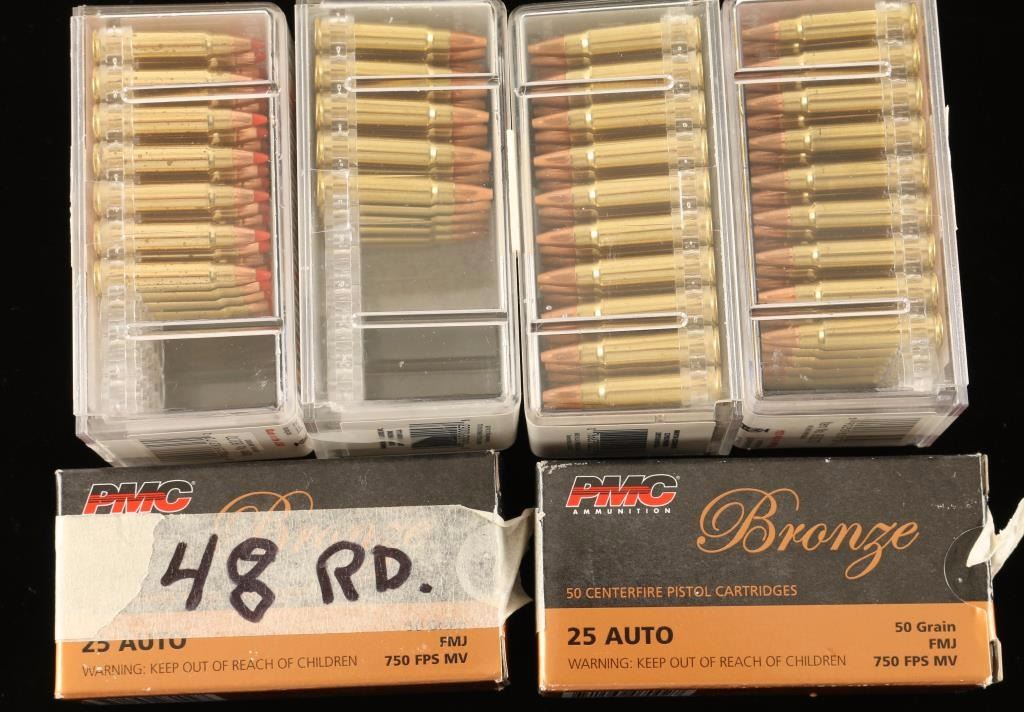 PMC
48 RD.
25 AUTO
FMJ
WARNING: KEEP OUT OF REACH OF CHILDREN
750 FPS MV
PMC
AMMUNITION
Bronze
50 CENTERFIRE PISTOL CARTRIDGES
25 AUTO
50 Grain
FMJ
WARNING: KEEP OUT OF REACH OF CHILDREN
750 FPS MV